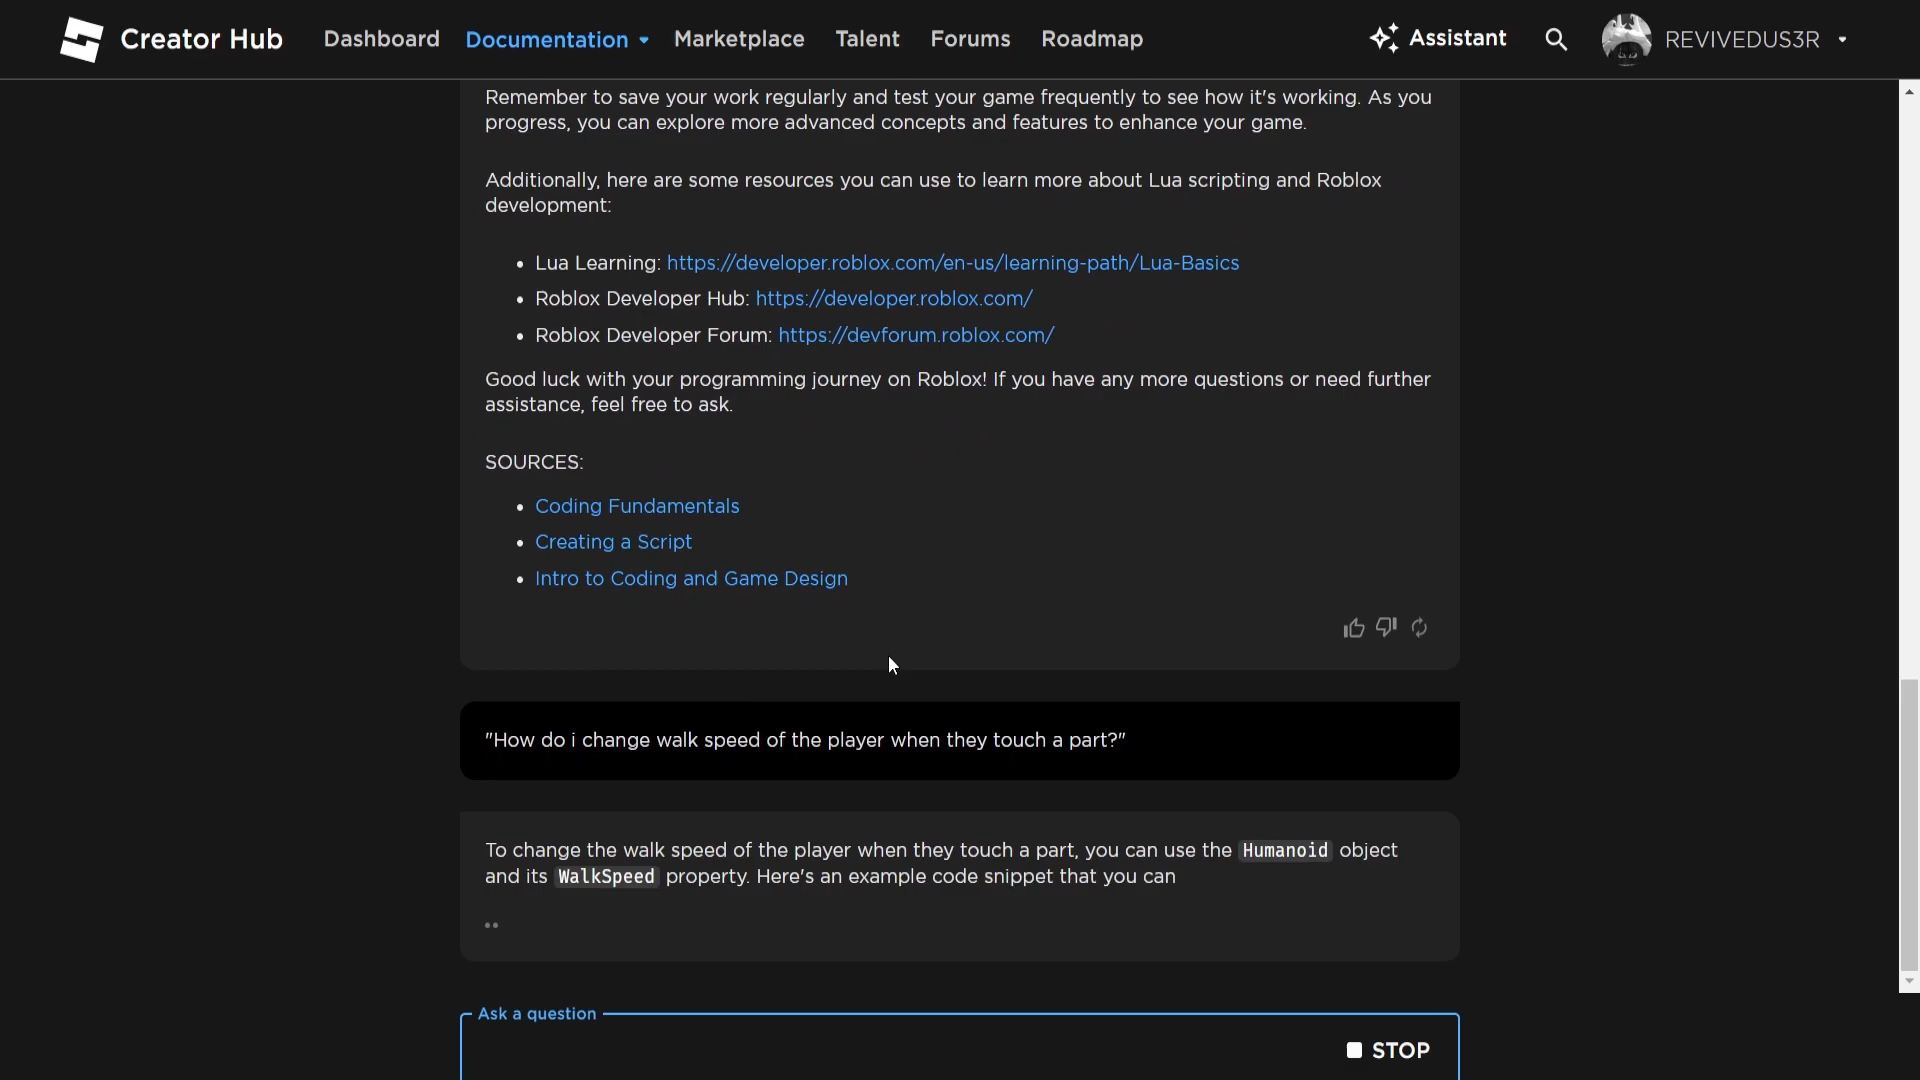 Creator Hub Dashboard Documentation Marketplace Talent Forums Roadmap Assistant REVIVEDUS3R
Remember to save your work regularly and test your game frequently to see how it's working. As you
progress, you can explore more advanced concepts and features to enhance your game.
Additionally, here are some resources you can use to learn more about Lua scripting and Roblox
development:
• Lua Learning: https://developer.roblox.com/en-us/learning-path/Lua-Basics
• Roblox Developer Hub: https://developer.roblox.com/
• Roblox Developer Forum: https://devforum.roblox.com/
Good luck with your programming journey on Roblox! If you have any more questions or need further
assistance, feel free to ask.
SOURCES:
• Coding Fundamentals
• Creating a Script
• Intro to Coding and Game Design
"How do i change walk speed of the player when they touch a part?"
To change the walk speed of the player when they touch a part, you can use the Humanoid object
and its WalkSpeed property. Here's an example code snippet that you can
Ask a question
STOP